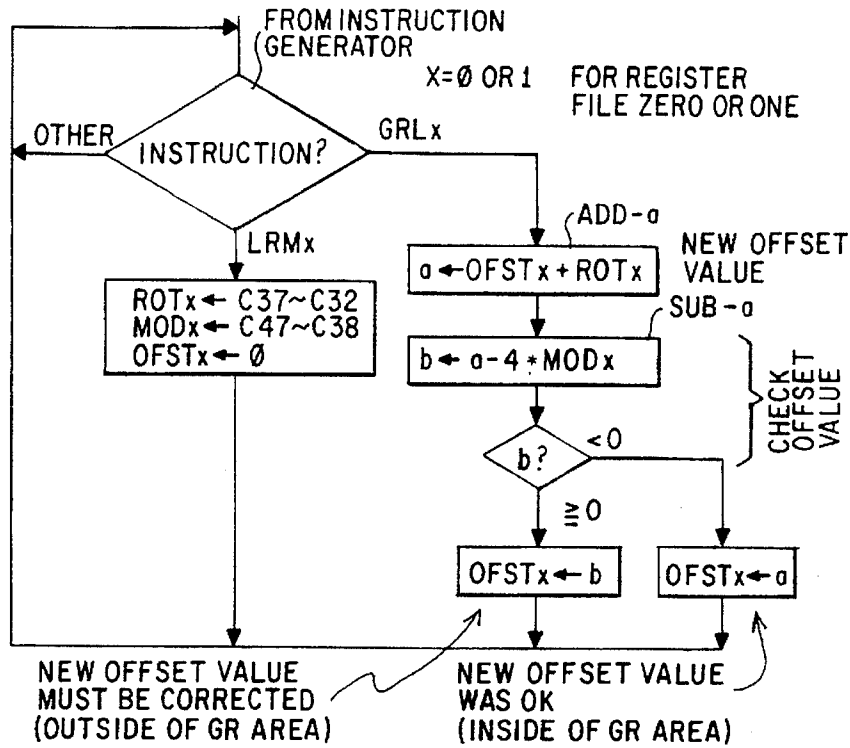 FROM INSTRUCTION
GENERATOR
X=Ø OR 1 FOR REGISTER
FILE ZERO OR ONE
OTHER
INSTRUCTION?
GRLx
LRMx
ADD-a
ROTx← C37~C32
MODx← C47~C38
OFSTx← Ø
a←OFSTx+ROTx
NEW OFFSET
VALUE
SUB-a
b← a-4*MODx
CHECK
OFFSET
VALUE
b?
<0
≧0
OFSTx←b
OFSTx←a
NEW OFFSET VALUE
MUST BE CORRECTED
(OUTSIDE OF GR AREA)
NEW OFFSET VALUE
WAS OK
(INSIDE OF GR AREA)